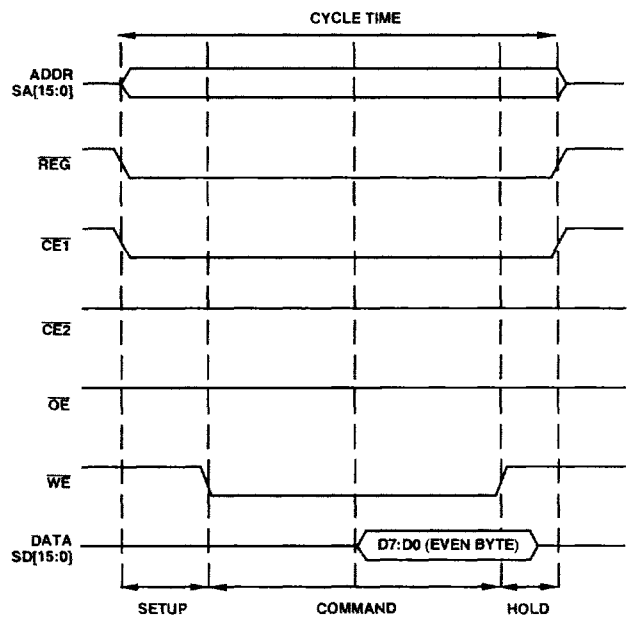 CYCLE TIME
ADDR
SA[15:0]
REG
CE1
CE2
OE
WE
DATA
SD[15:0]
D7:D0 (EVEN BYTE)
SETUP
COMMAND
HOLD